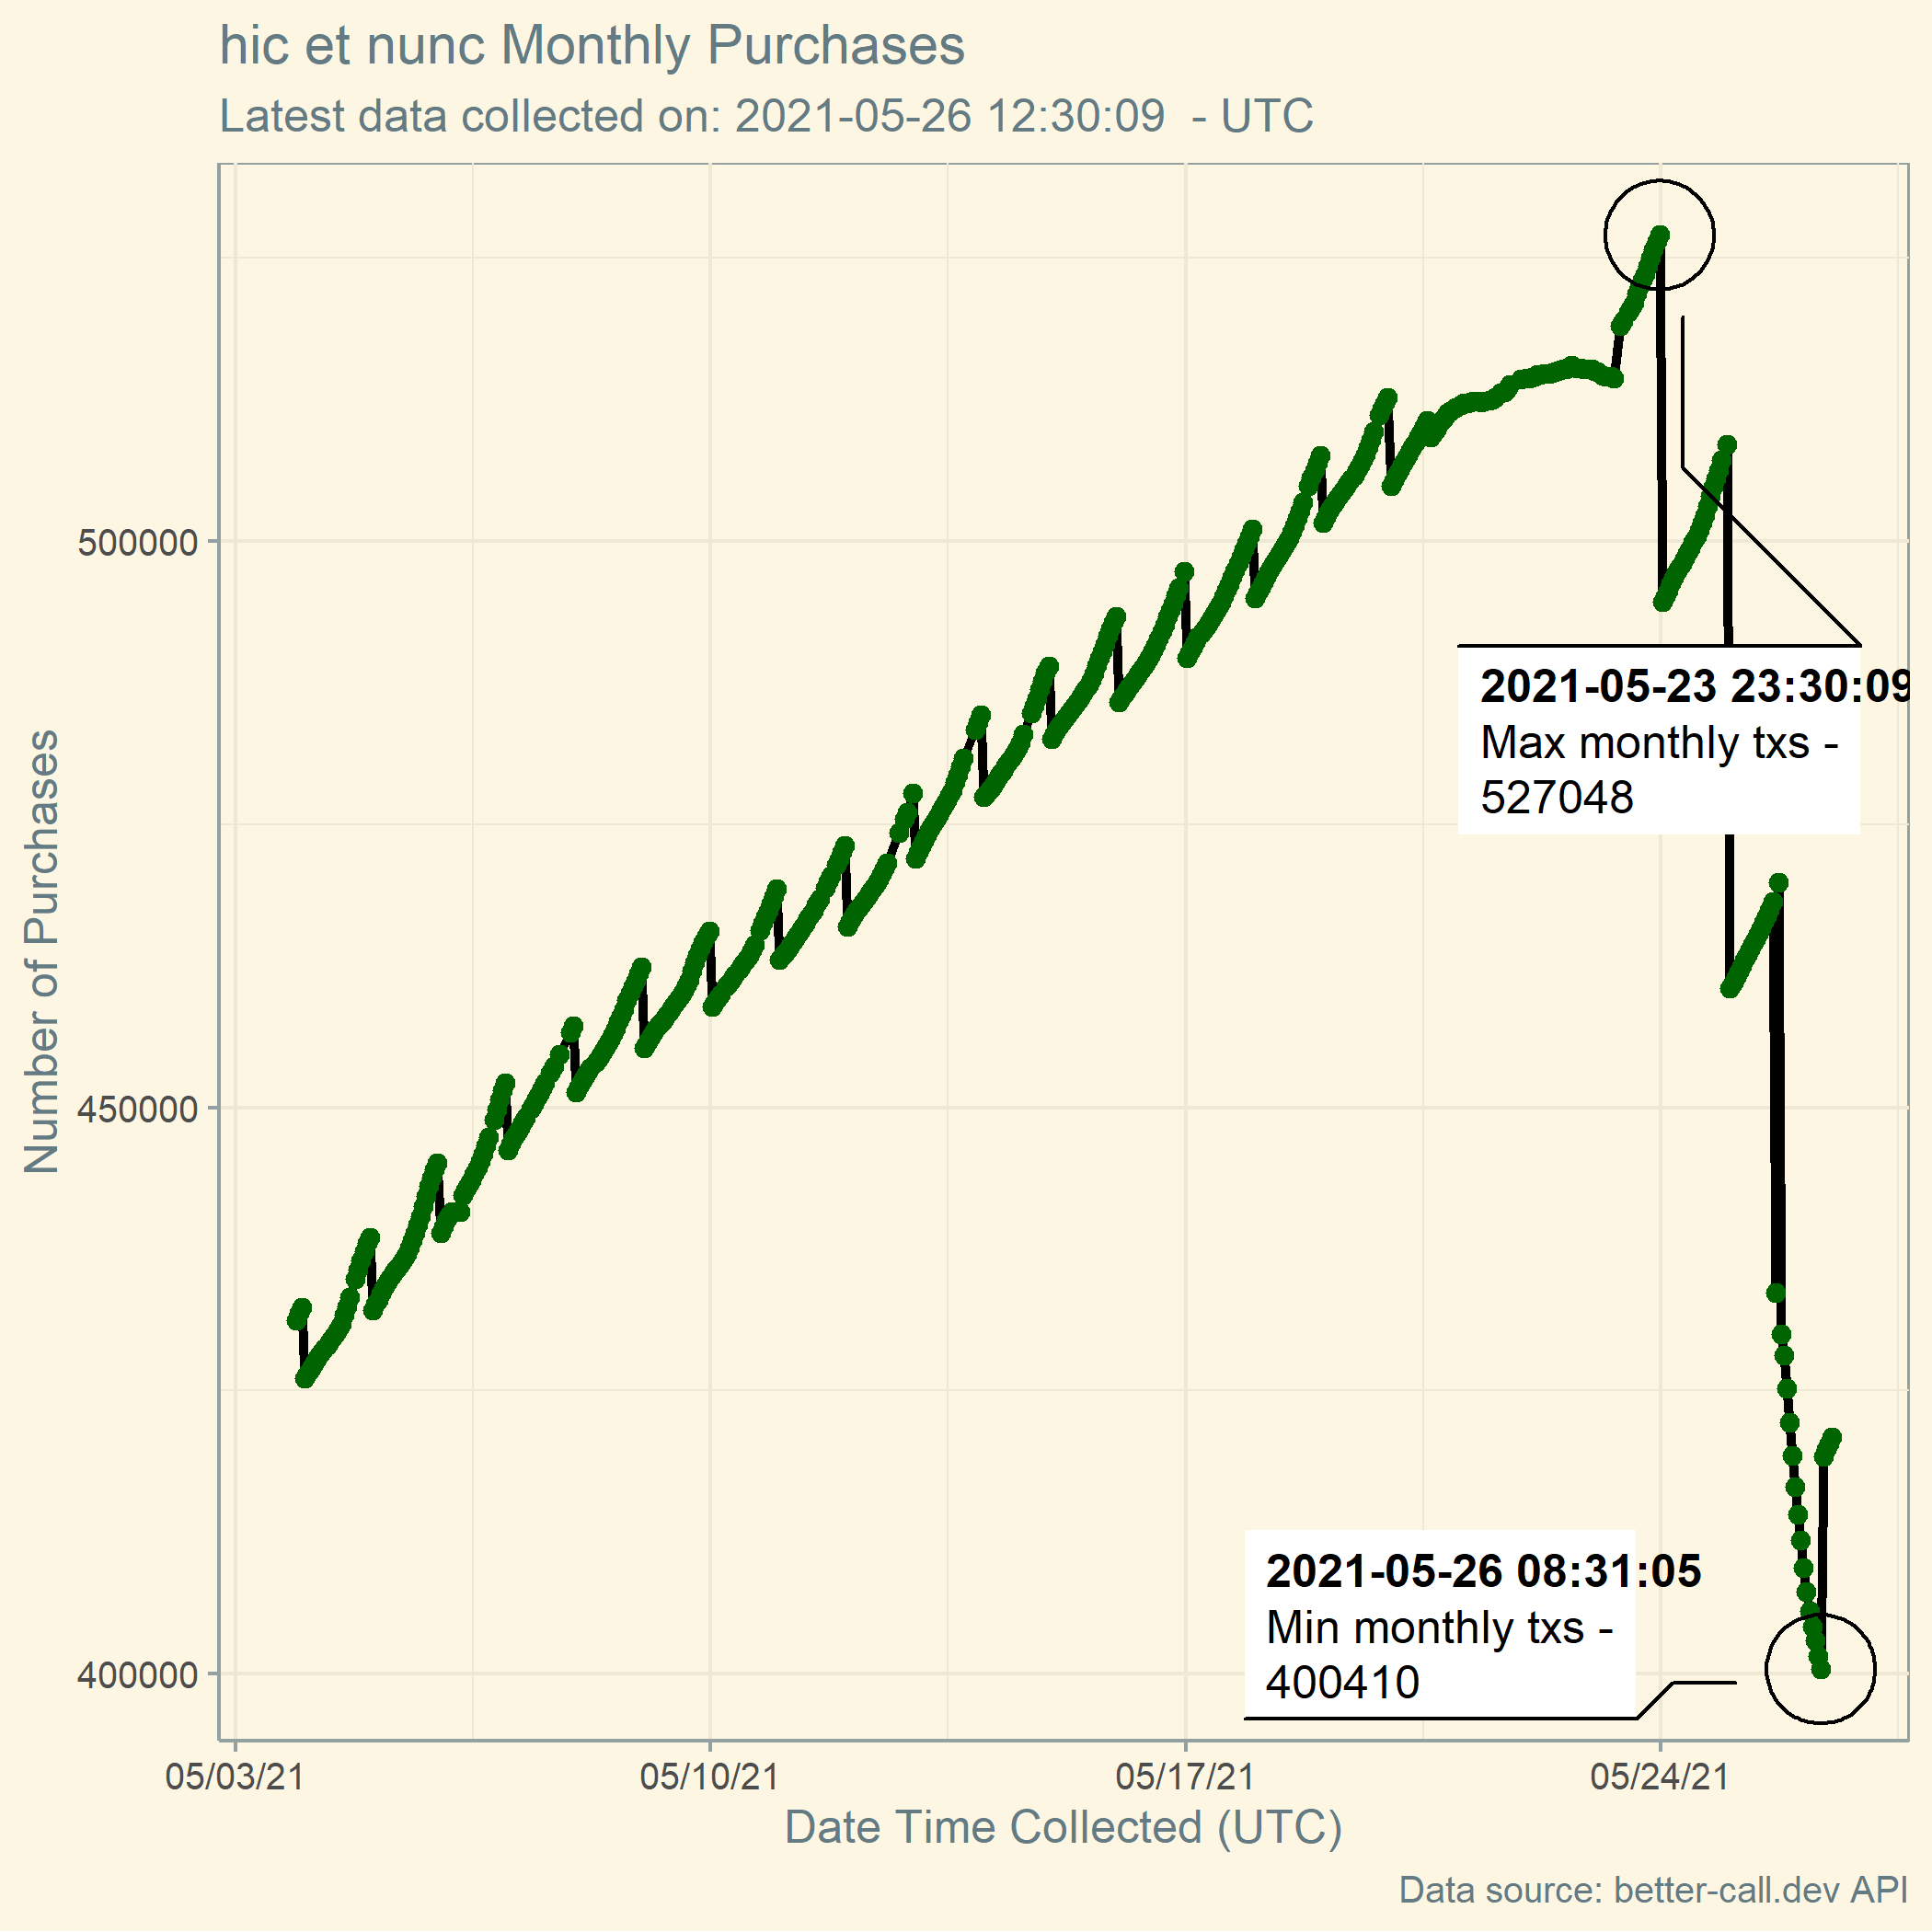 hic et nunc Monthly Purchases
Latest data collected on: 2021-05-26 12:30:09  - UTC
Number of Purchases
500000
450000
400000
2021-05-23 23:30:09
Max monthly txs -
527048
2021-05-26 08:31:05
Min monthly txs -
400410
05/03/21
05/10/21
05/17/21
05/24/21
Date Time Collected (UTC)
Data source: better-call.dev API